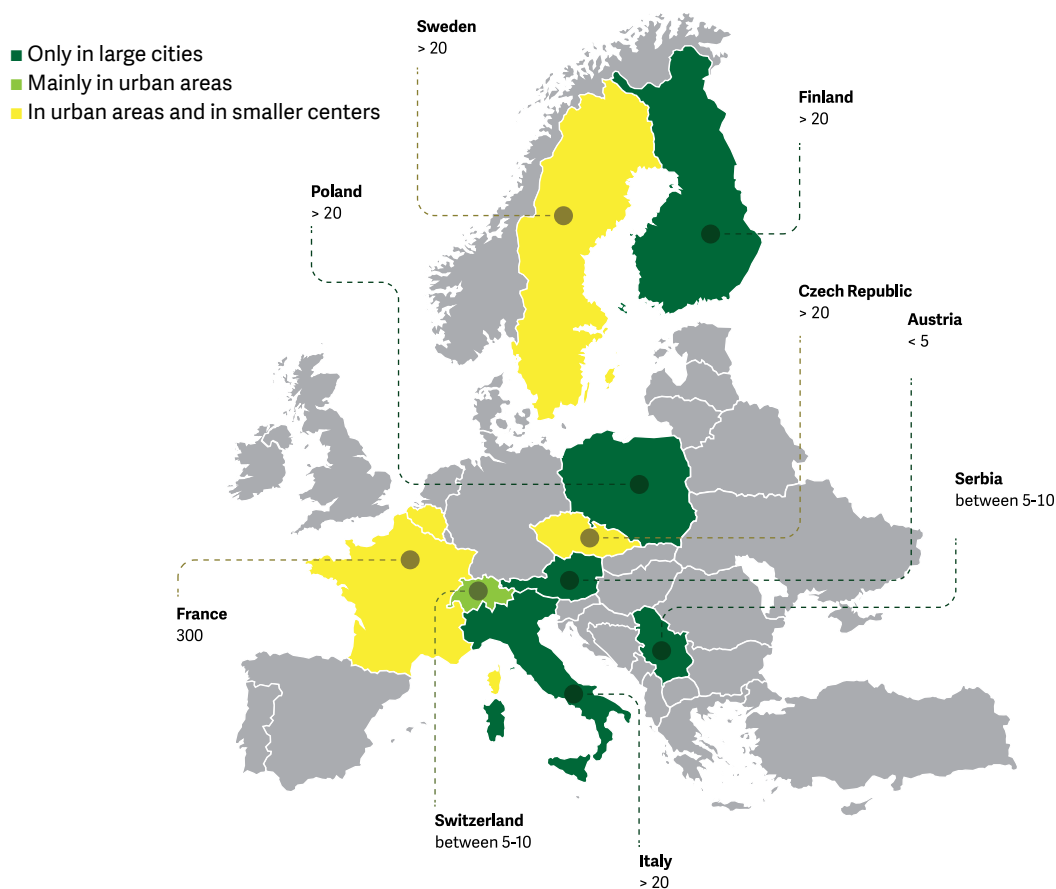 Only in large cities
Mainly in urban areas
In urban areas and in smaller centers
Sweden
> 20
Finland
> 20
Poland
> 20
Czech Republic
> 20
Austria
< 5
Serbia
between 5-10
France
300
Switzerland
between 5-10
Italy
> 20